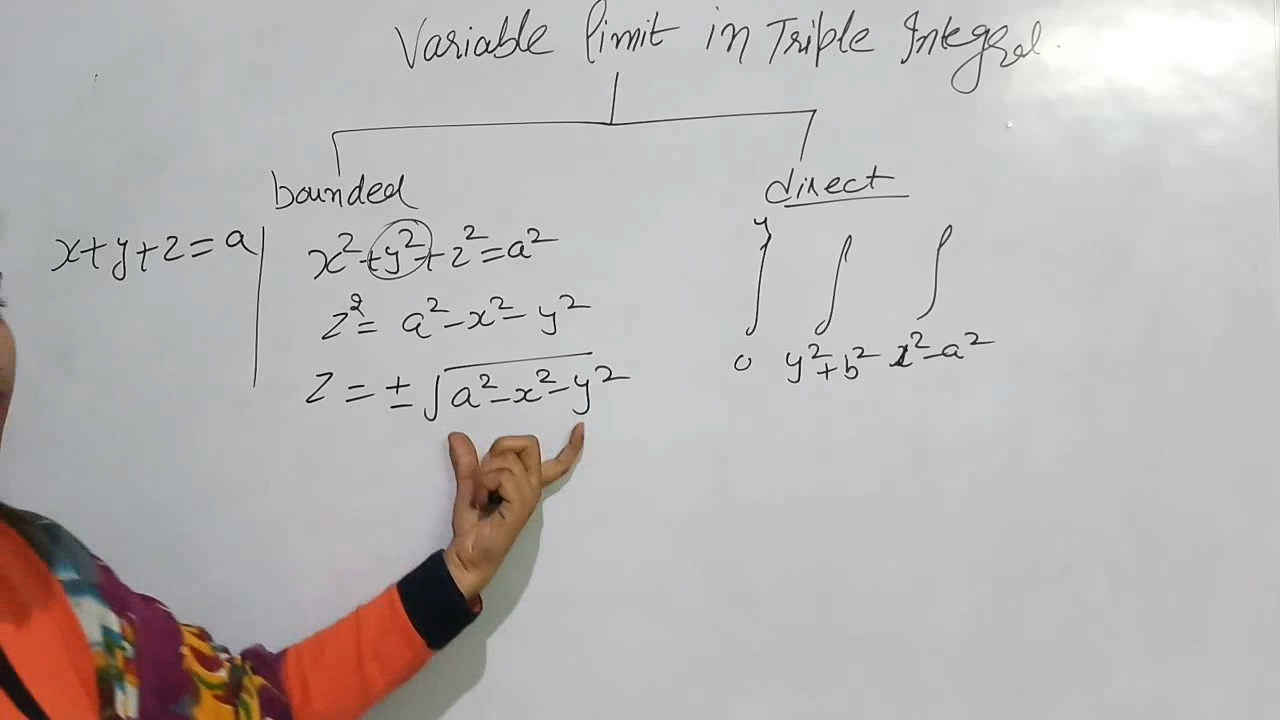 Variable limit in Triple Integral.
bounded
x+y+z=a
x²+y²+z²=a²
z²= a²-x²-y²
z = ±√a²-x²-y²
direct
y
∫ ∫ ∫
0 y²+b² x²-a²